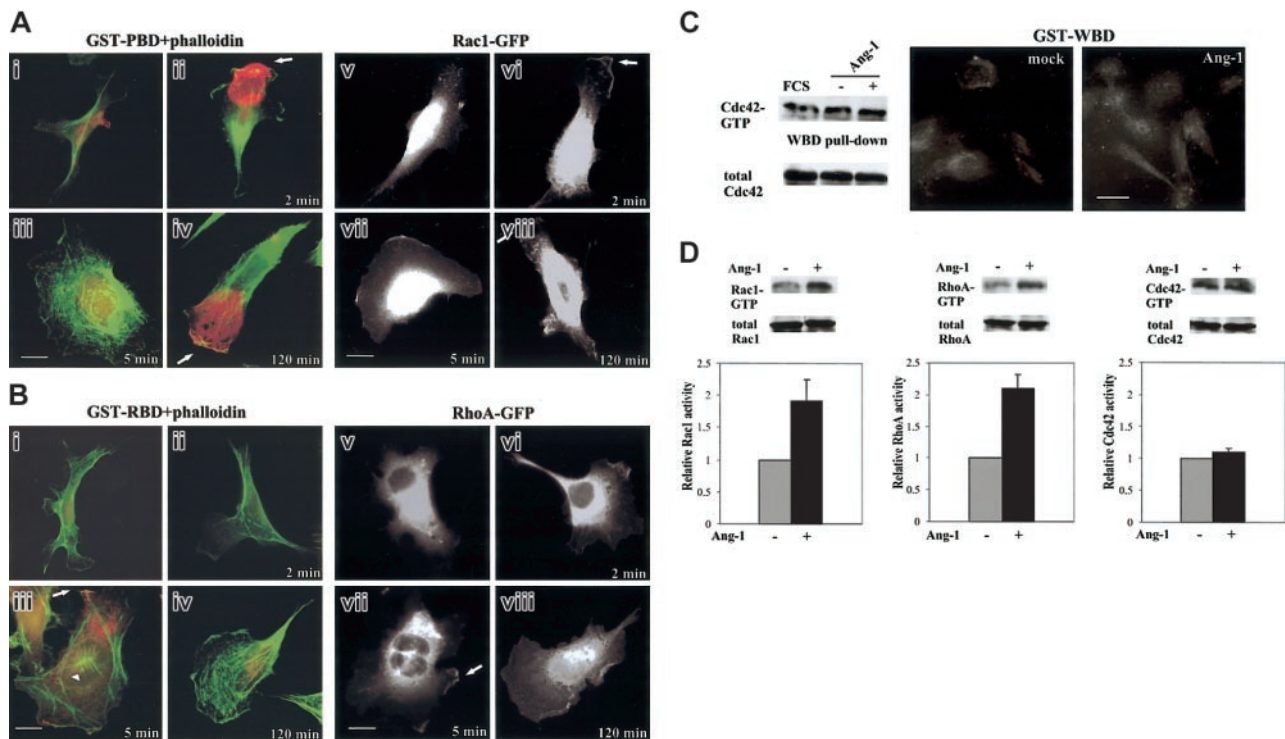 A
GST-PBD+phalloidin
Rac1-GFP
i
ii
v
vi
2 min
2 min
iii
iv
vii
viii
5 min
120 min
5 min
120 min
B
GST-RBD+phalloidin
RhoA-GFP
i
ii
v
vi
2 min
2 min
iii
iv
vii
viii
5 min
120 min
5 min
120 min
C
GST-WBD
Ang-1
FCS - +
Cdc42-
GTP
WBD pull-down
total
Cdc42
mock
Ang-1
D
Ang-1 - +
Rac1-
GTP
total
Rac1
Ang-1 - +
RhoA-
GTP
total
RhoA
Ang-1 - +
Cdc42-
GTP
total
Cdc42
Relative Rac1 activity
2.5
2
1.5
1
0.5
0
Ang-1 - +
Relative RhoA activity
2.5
2
1.5
1
0.5
0
Ang-1 - +
Relative Cdc42 activity
2.5
2
1.5
1
0.5
0
Ang-1 - +